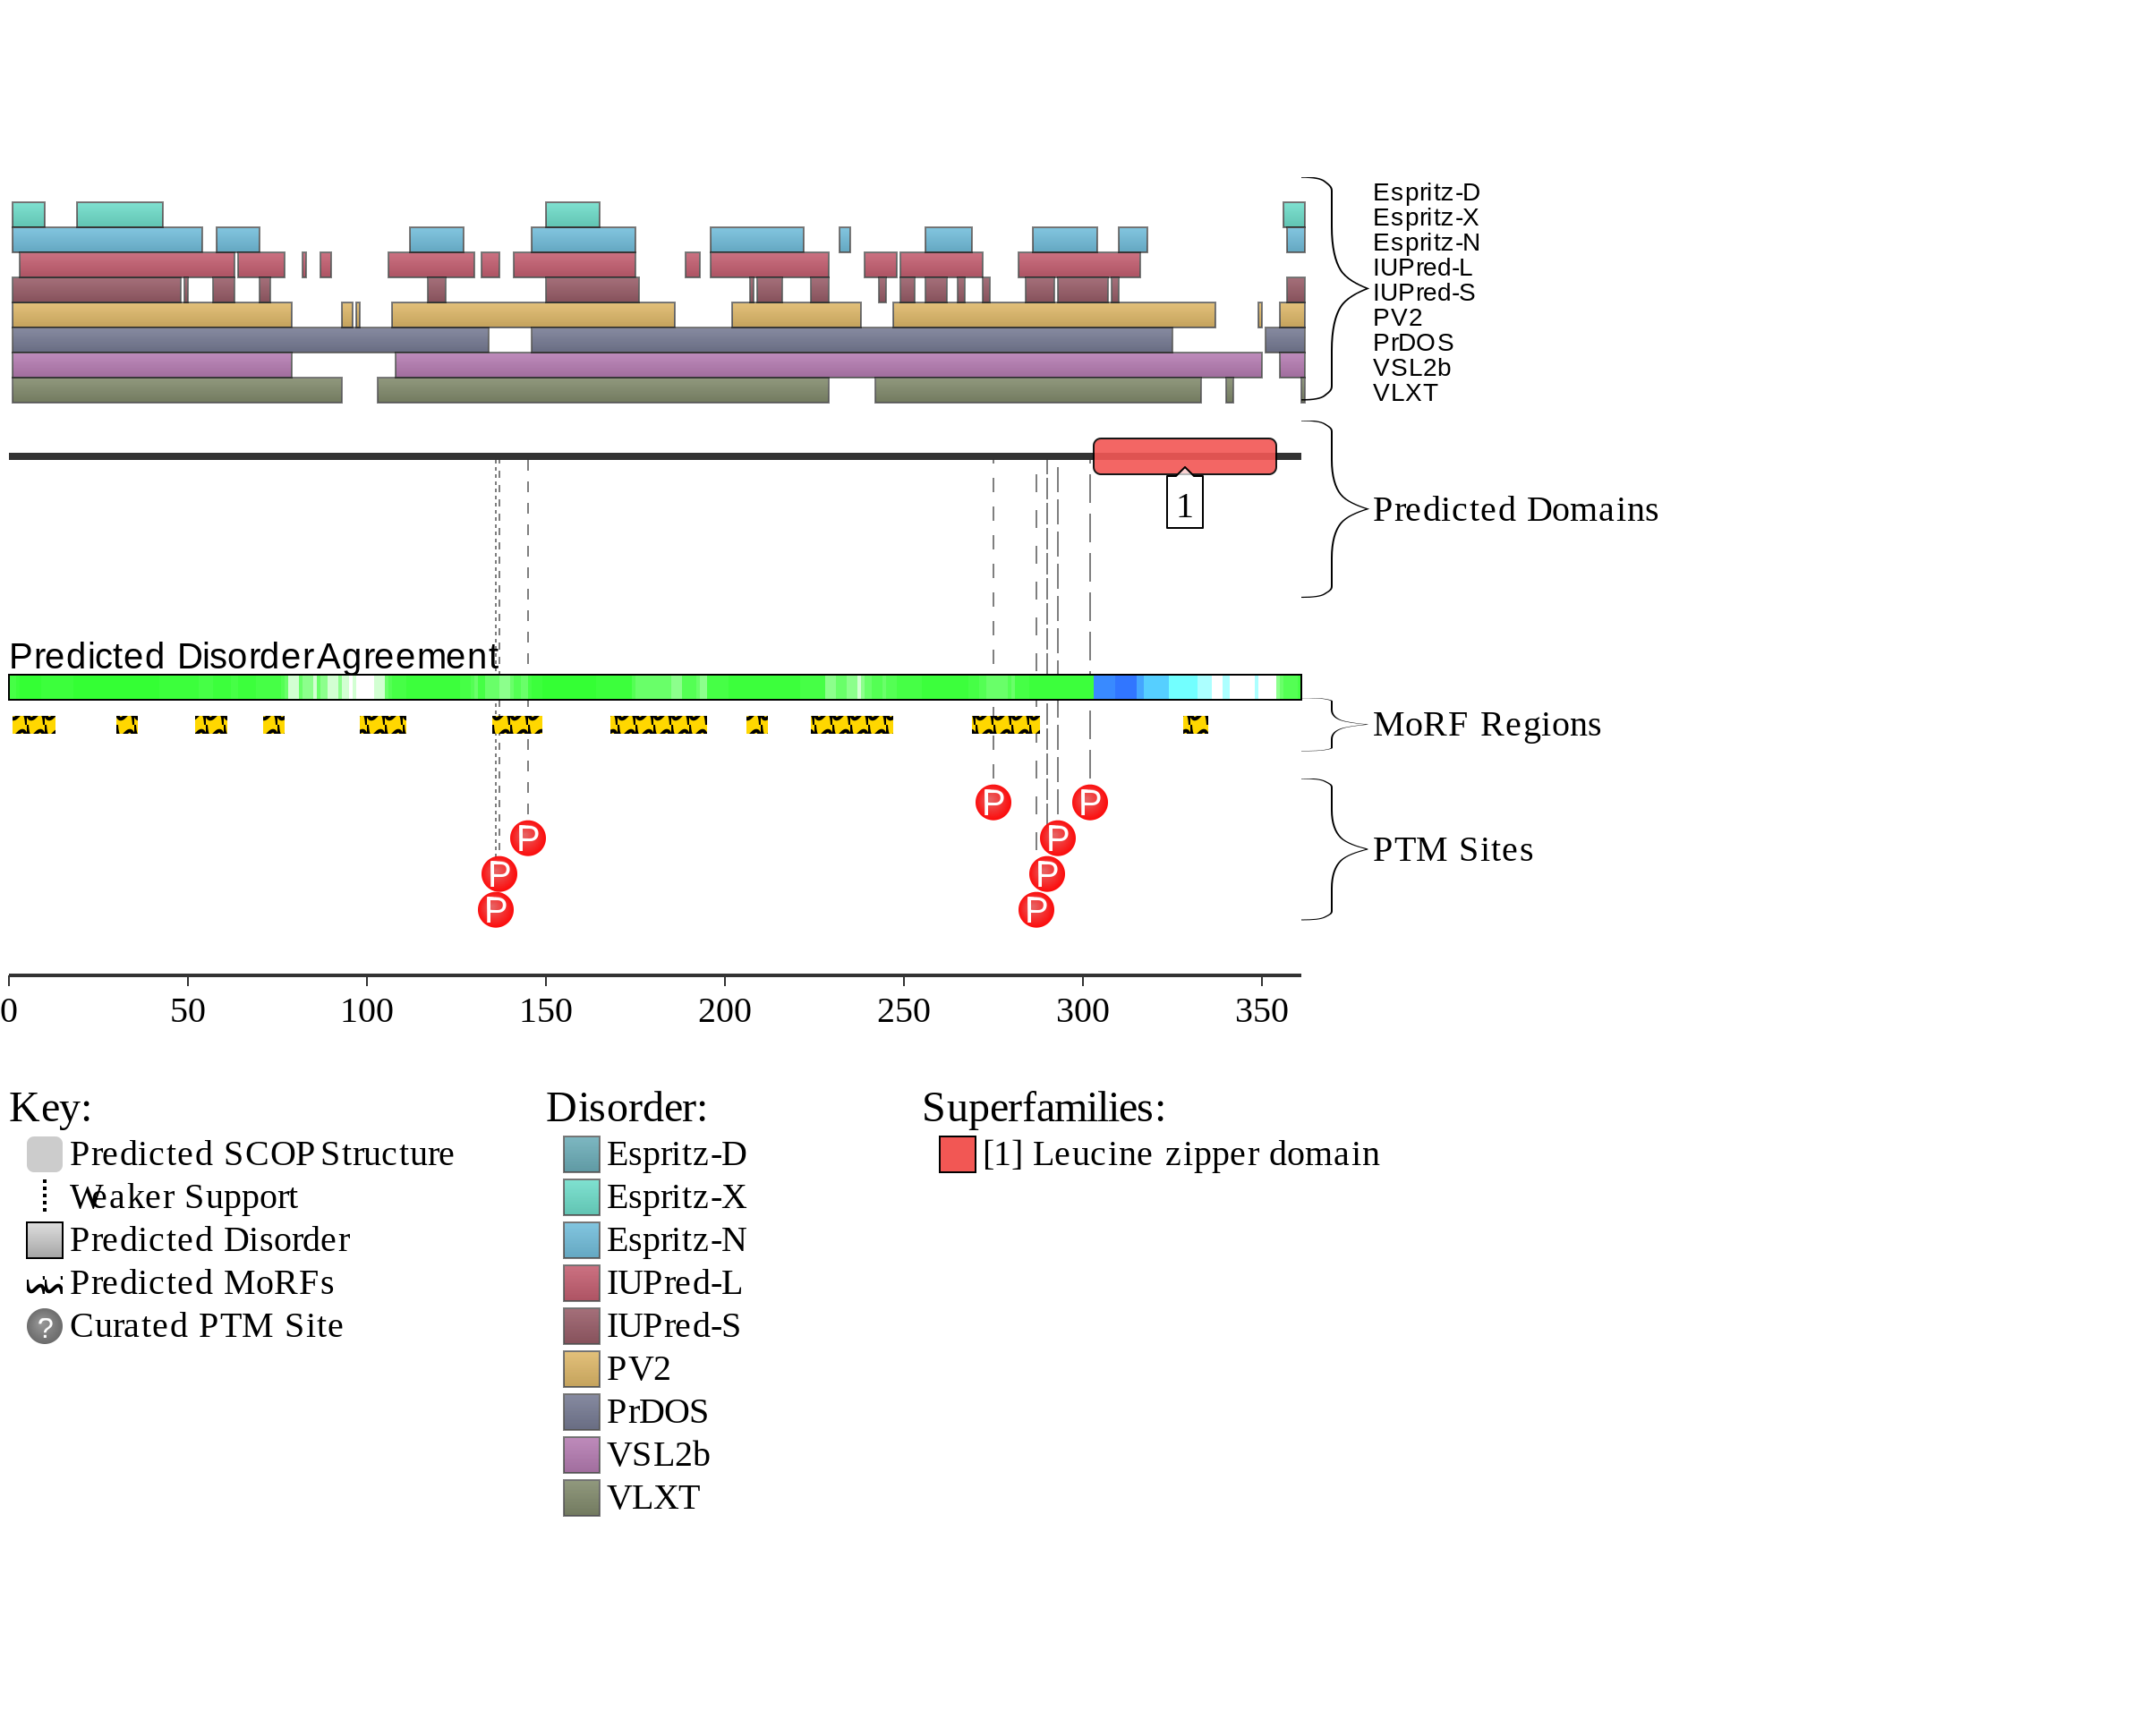 Espritz-D
Espritz-X
Espritz-N
IUPred-L
IUPred-S
PV2
PrDOS
VSL2b
VLXT
1
Predicted Domains
Predicted Disorder Agreement
MoRF Regions
P P
P P
P P
P P
PTM Sites
0 50 100 150 200 250 300 350
Key:
Predicted SCOP Structure
Weaker Support
Predicted Disorder
Predicted MoRFs
? Curated PTM Site
Disorder:
Espritz-D
Espritz-X
Espritz-N
IUPred-L
IUPred-S
PV2
PrDOS
VSL2b
VLXT
Superfamilies:
[1] Leucine zipper domain